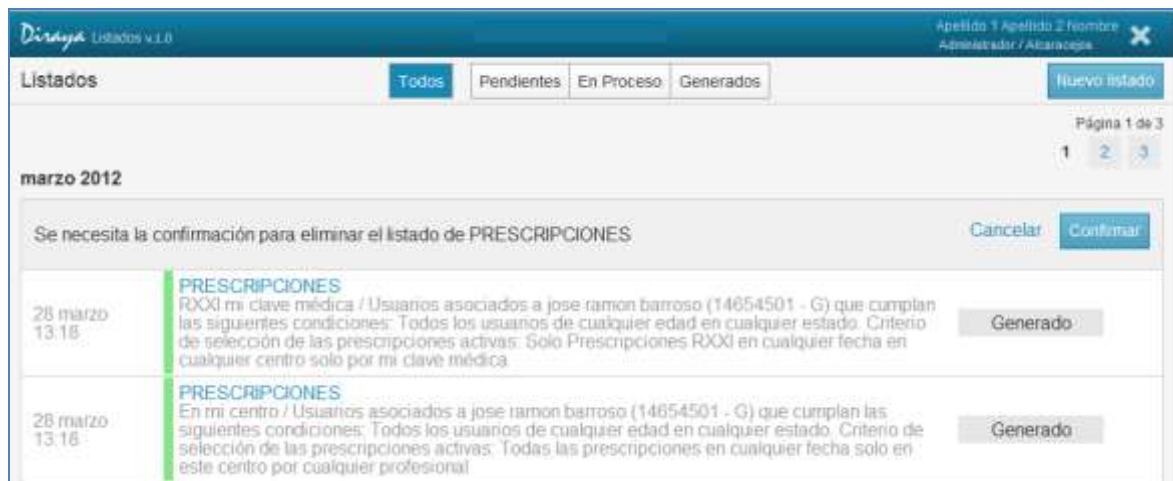 Diraya Listados v.1.0
Apellido 1 Apellido 2 Nombre
Administrador / Alcaracejos
Listados
Todos
Pendientes
En Proceso
Generados
Nuevo listado
Página 1 de 3
1 2 3
marzo 2012
Se necesita la confirmación para eliminar el listado de PRESCRIPCIONES
Cancelar
Confirmar
PRESCRIPCIONES
28 marzo
13:16
RXXI mi clave médica / Usuarios asociados a jose ramon barroso (14654501 - G) que cumplan
las siguientes condiciones: Todos los usuarios de cualquier edad en cualquier estado. Criterio
de selección de las prescripciones activas: Solo Prescripciones RXXI en cualquier fecha en
cualquier centro solo por mi clave médica
Generado
PRESCRIPCIONES
28 marzo
13:16
En mi centro / Usuarios asociados a jose ramon barroso (14654501 - G) que cumplan las
siguientes condiciones: Todos los usuarios de cualquier edad en cualquier estado. Criterio de
selección de las prescripciones activas: Todas las prescripciones en cualquier fecha solo en
este centro por cualquier profesional
Generado